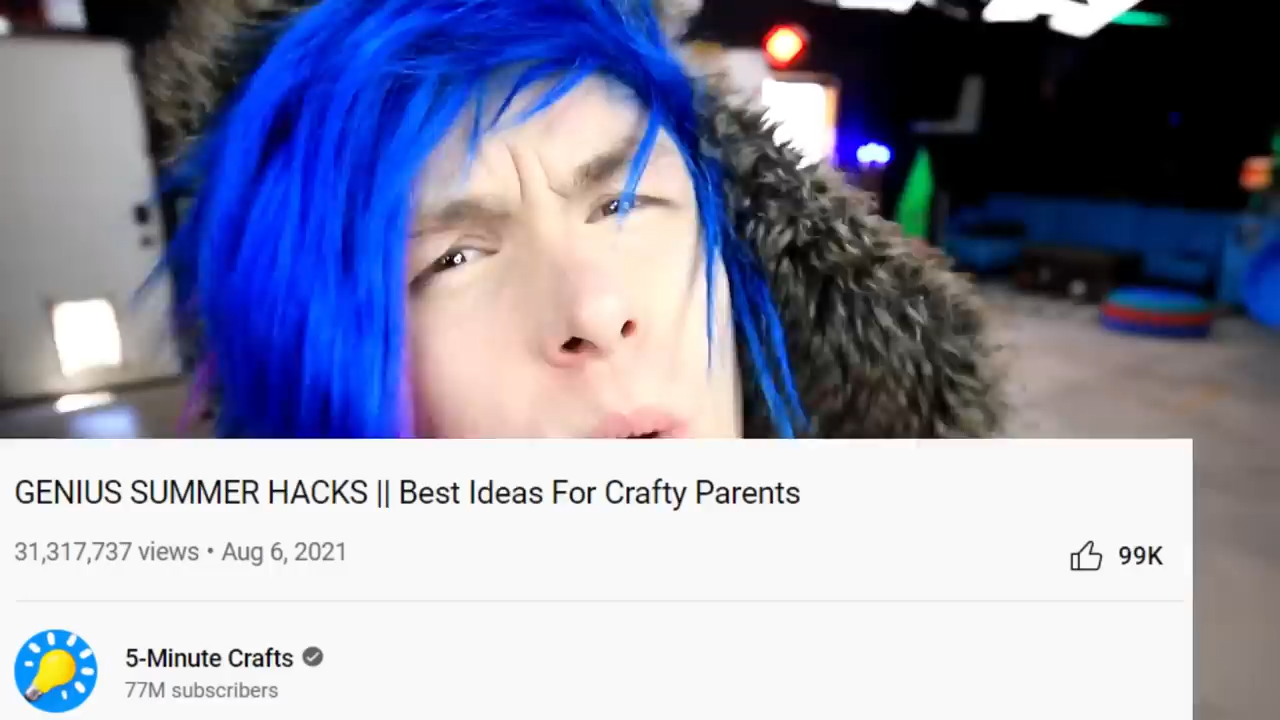 GENIUS SUMMER HACKS || Best Ideas For Crafty Parents
31,317,737 views • Aug 6, 2021
99K
5-Minute Crafts
77M subscribers